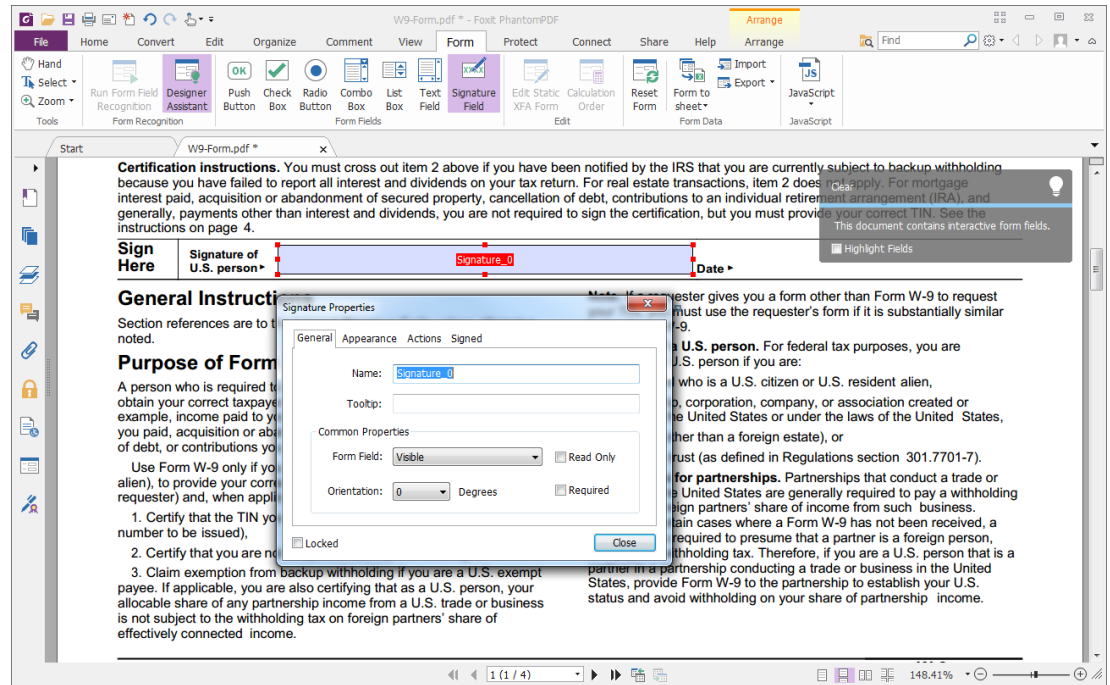 W9-Form.pdf * - Foxit PhantomPDF
Arrange
File Home Convert Edit Organize Comment View Form Protect Connect Share Help Arrange
Find
Hand
Select
Zoom
Tools
Run Form Field Recognition
Designer Assistant
Form Recognition
OK
Push Button
Check Box
Radio Button
Combo Box
List Box
Text Field
XXXX
Signature Field
Form Fields
Edit Static XFA Form
Calculation Order
Edit
Reset Form
Form to sheet
Import
Export
Form Data
JS
JavaScript
JavaScript
Start
W9-Form.pdf * x
Certification instructions. You must cross out item 2 above if you have been notified by the IRS that you are currently subject to backup withholding
because you have failed to report all interest and dividends on your tax return. For real estate transactions, item 2 does not apply. For mortgage
interest paid, acquisition or abandonment of secured property, cancellation of debt, contributions to an individual retirement arrangement (IRA), and
generally, payments other than interest and dividends, you are not required to sign the certification, but you must provide your correct TIN. See the
instructions on page 4.
Clear
This document contains interactive form fields.
Highlight Fields
Sign Here
Signature of
U.S. person
Signature_0
Date
General Instructions
Section references are to
noted.
Purpose of Form
A person who is required to
obtain your correct
example, income paid to
you paid, acquisition or
of debt, or contributions
Use Form W-9 only if
alien), to provide your
requester) and, when
1. Certify that the TIN
number to be issued),
2. Certify that you are
3. Claim exemption from backup withholding if you are a U.S. exempt
payee. If applicable, you are also certifying that as a U.S. person, your
allocable share of any partnership income from a U.S. trade or business
is not subject to the withholding tax on foreign partners' share of
effectively connected income.
Signature Properties
General Appearance Actions Signed
Name: Signature_0
Tooltip:
Common Properties
Form Field: Visible
Read Only
Orientation: 0 Degrees
Required
Locked
Close
Note. If a requester gives you a form other than Form W-9 to request
must use the requester's form if it is substantially similar
-9.
a U.S. person. For federal tax purposes, you are
U.S. person if you are:
who is a U.S. citizen or U.S. resident alien,
corporation, company, or association created or
United States or under the laws of the United States,
than a foreign estate), or
(as defined in Regulations section 301.7701-7).
for partnerships. Partnerships that conduct a trade or
United States are generally required to pay a withholding
partners' share of income from such business.
cases where a Form W-9 has not been received, a
required to presume that a partner is a foreign person,
withholding tax. Therefore, if you are a U.S. person that is a
partner in a partnership conducting a trade or business in the United
States, provide Form W-9 to the partnership to establish your U.S.
status and avoid withholding on your share of partnership income.
1 (1 / 4)
148.41%